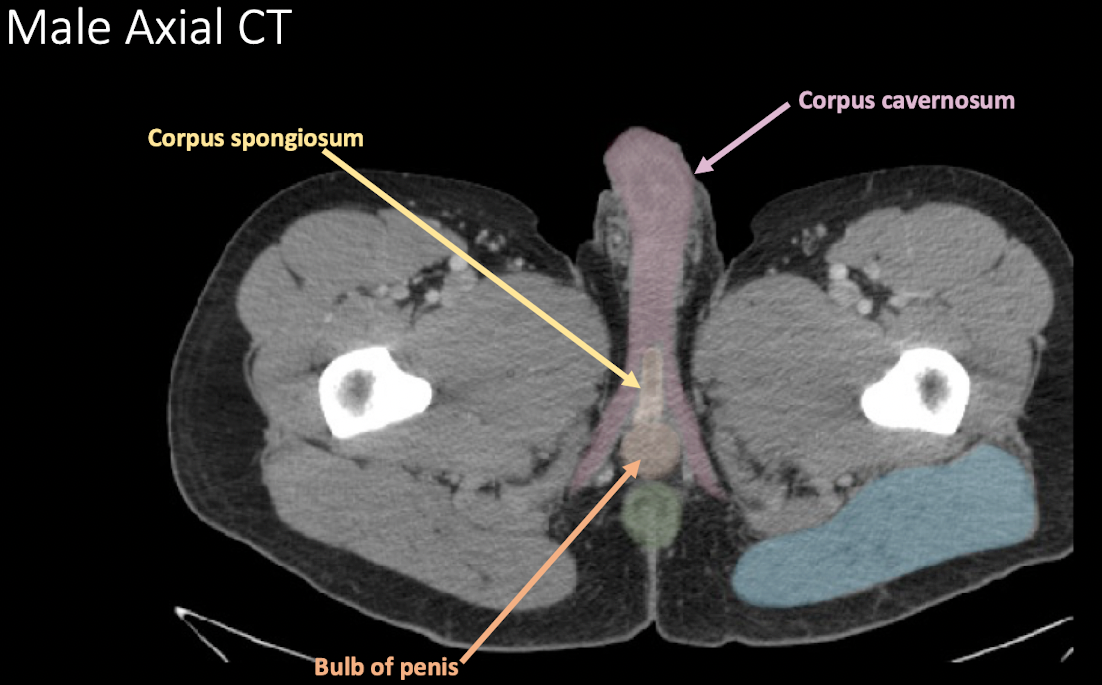 Male Axial CT
Corpus cavernosum
Corpus spongiosum
Bulb of penis